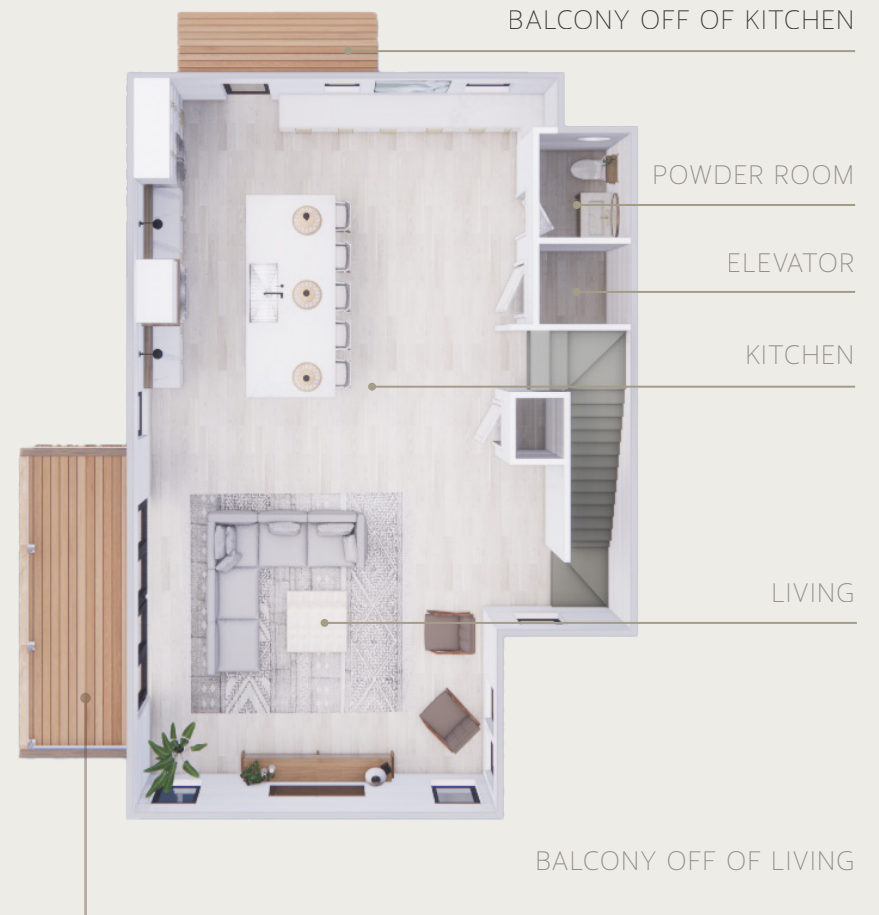 BALCONY OFF OF KITCHEN
POWDER ROOM
ELEVATOR
KITCHEN
LIVING
BALCONY OFF OF LIVING